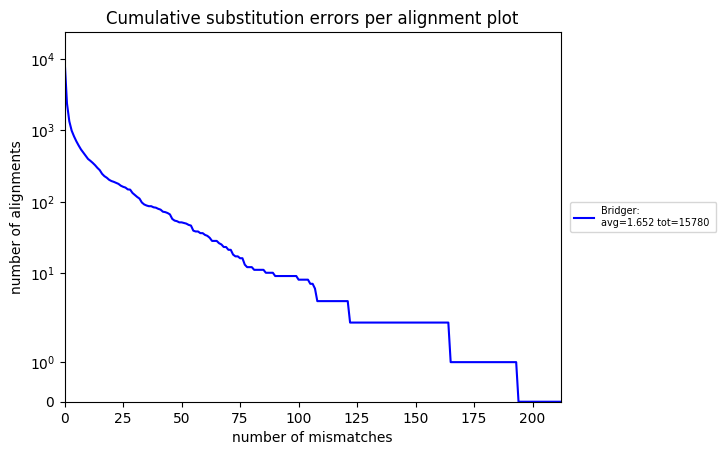 Cumulative substitution errors per alignment plot
number of alignments
10^4
10^3
10^2
10^1
10^0
0
0 25 50 75 100 125 150 175 200
number of mismatches
Bridger:
avg=1.652 tot=15780